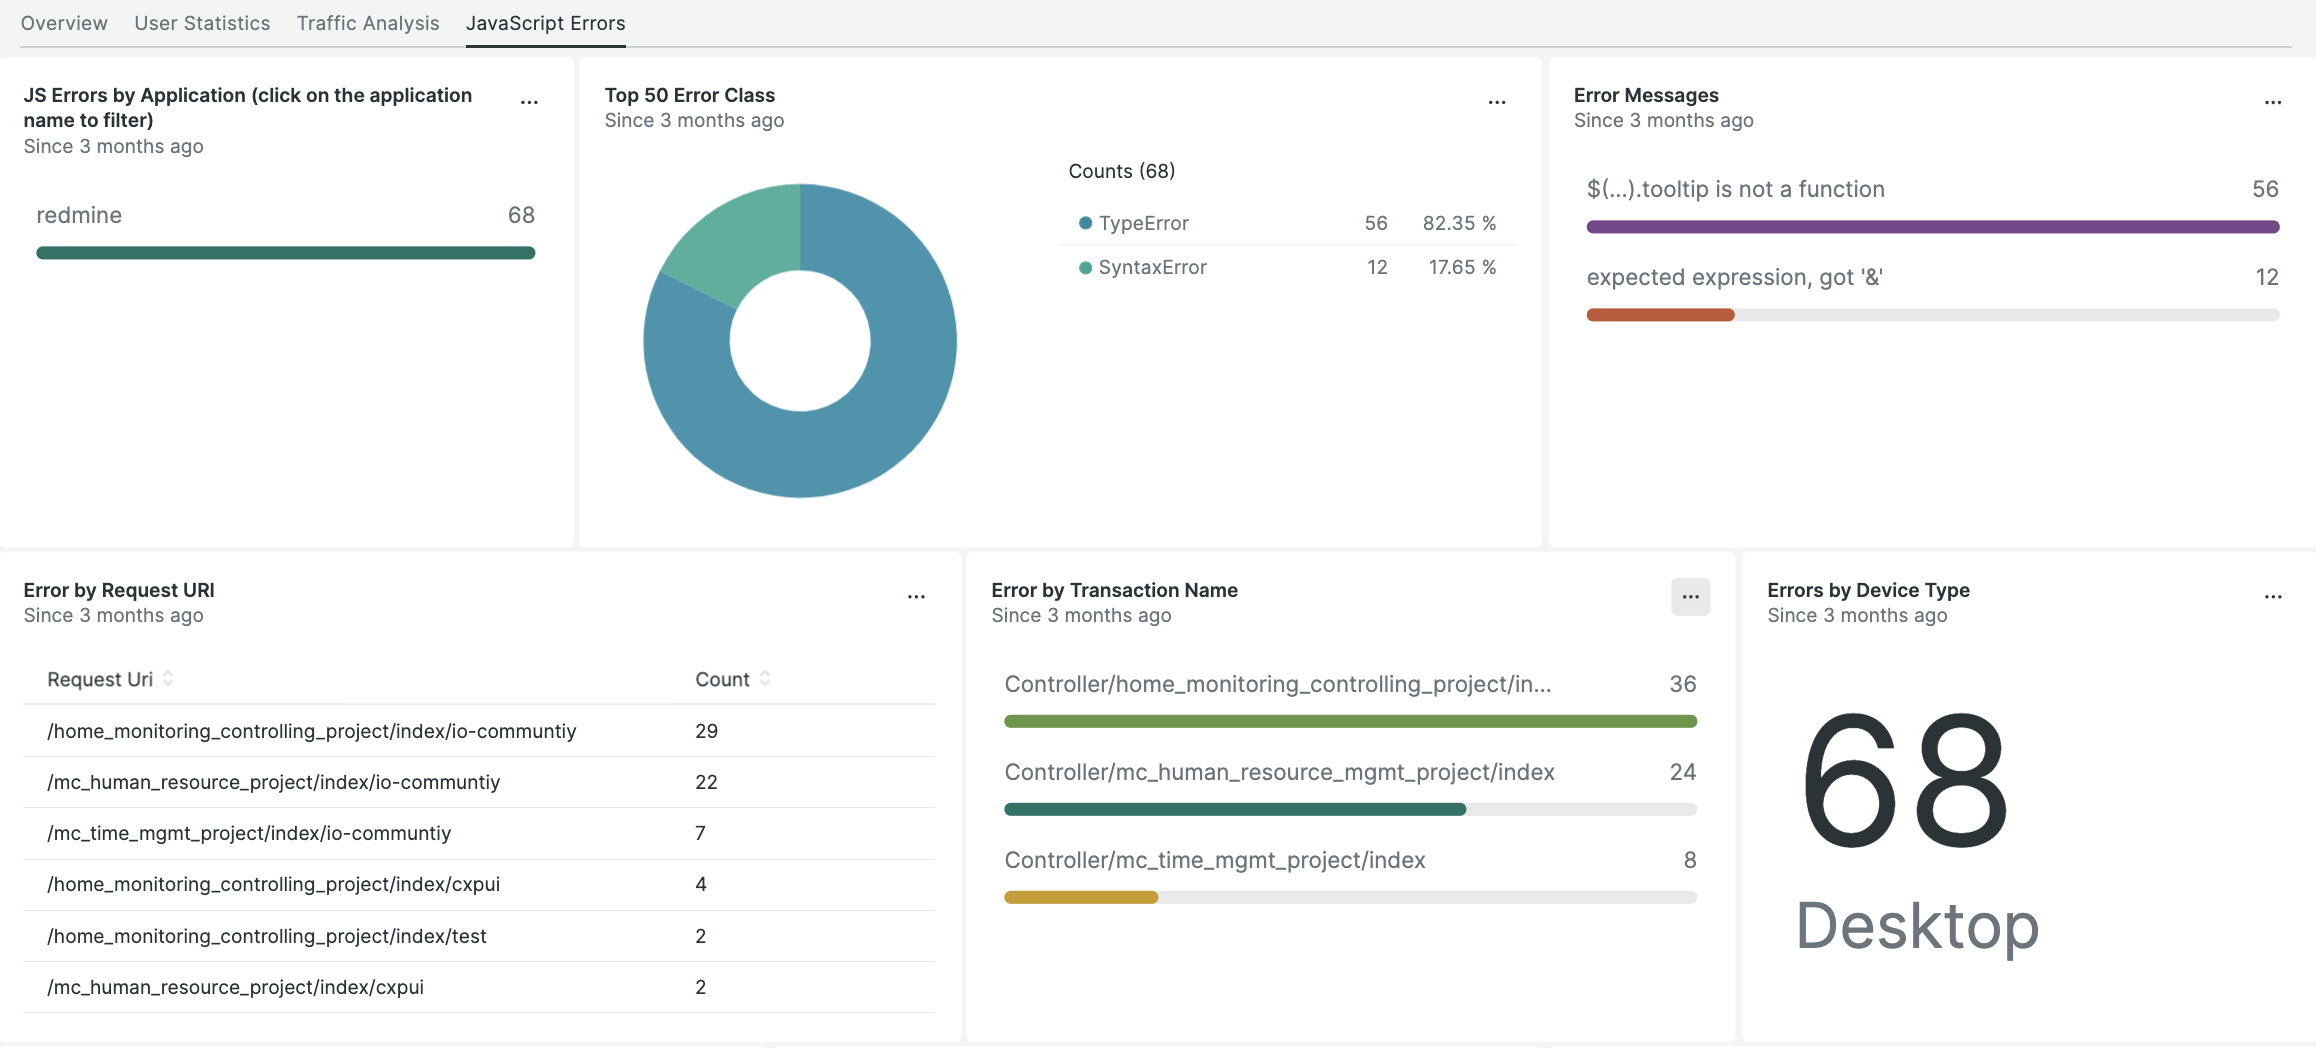 Overview User Statistics Traffic Analysis JavaScript Errors
JS Errors by Application (click on the application
name to filter)
Since 3 months ago
redmine 68
Top 50 Error Class
Since 3 months ago
Counts (68)
TypeError 56 82.35 %
SyntaxError 12 17.65 %
Error Messages
Since 3 months ago
$(...).tooltip is not a function 56
expected expression, got '&' 12
Error by Request URI
Since 3 months ago
Request Uri Count
/home_monitoring_controlling_project/index/io-communtiy 29
/mc_human_resource_project/index/io-communtiy 22
/mc_time_mgmt_project/index/io-communtiy 7
/home_monitoring_controlling_project/index/cxpui 4
/home_monitoring_controlling_project/index/test 2
/mc_human_resource_project/index/cxpui 2
Error by Transaction Name
Since 3 months ago
Controller/home_monitoring_controlling_project/in... 36
Controller/mc_human_resource_mgmt_project/index 24
Controller/mc_time_mgmt_project/index 8
Errors by Device Type
Since 3 months ago
68
Desktop